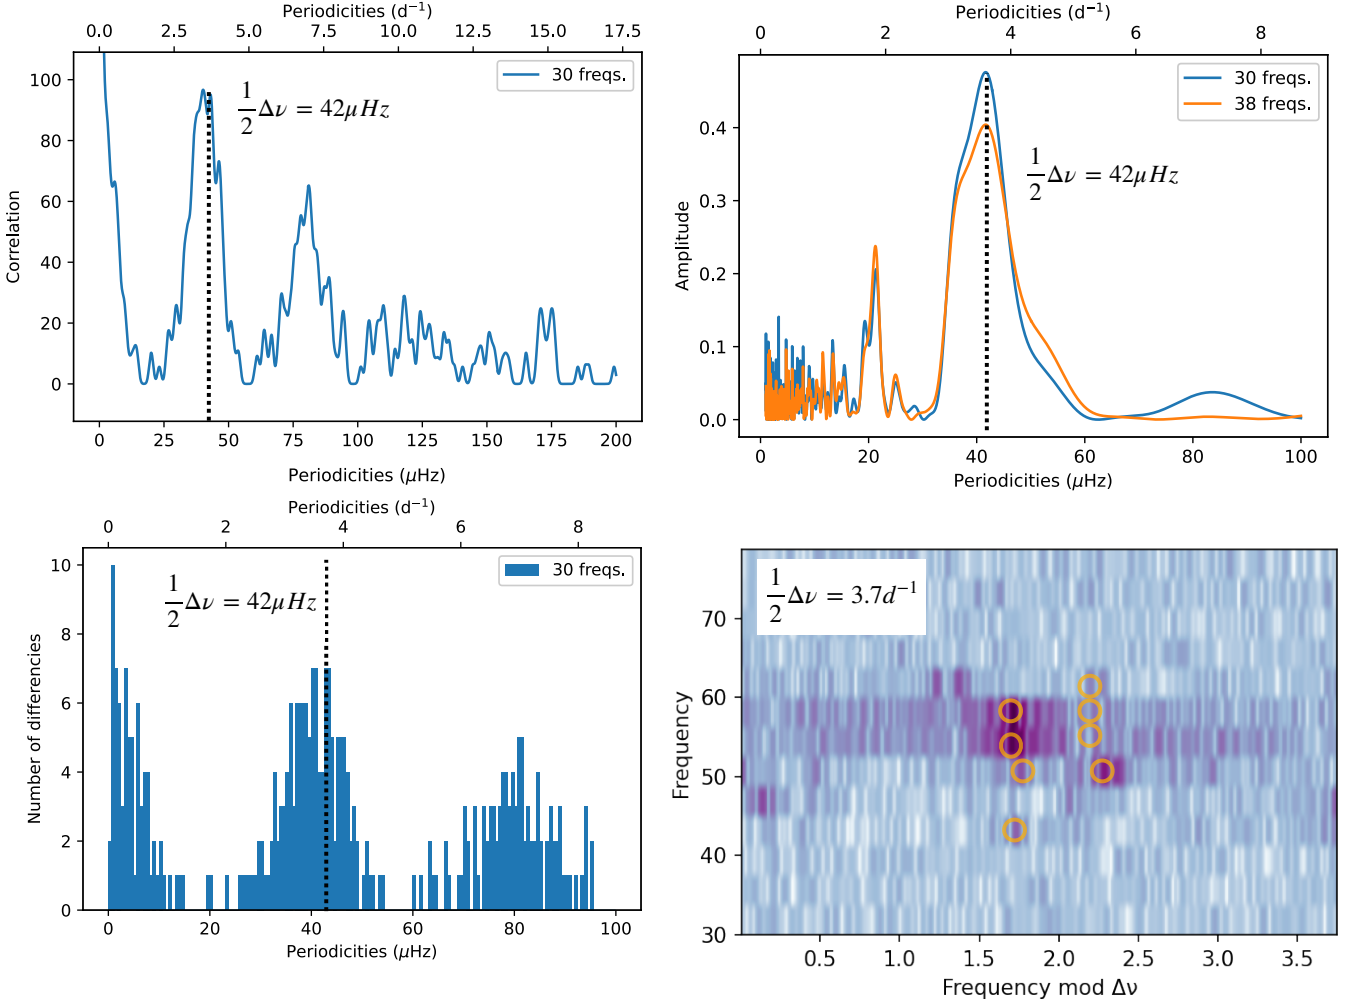 Periodicities (d⁻¹)
0.0 2.5 5.0 7.5 10.0 12.5 15.0 17.5
100
80
60
40
20
0
Correlation
30 freqs.
1/2 Δν = 42μHz
0 25 50 75 100 125 150 175 200
Periodicities (μHz)
Periodicities (d⁻¹)
0 2 4 6 8
0.4
0.3
0.2
0.1
0.0
Amplitude
30 freqs.
38 freqs.
1/2 Δν = 42μHz
0 20 40 60 80 100
Periodicities (μHz)
Periodicities (d⁻¹)
0 2 4 6 8
10
8
6
4
2
0
Number of differencies
30 freqs.
1/2 Δν = 42μHz
0 20 40 60 80 100
Periodicities (μHz)
1/2 Δν = 3.7d⁻¹
70
60
50
40
30
Frequency
0.5 1.0 1.5 2.0 2.5 3.0 3.5
Frequency mod Δν